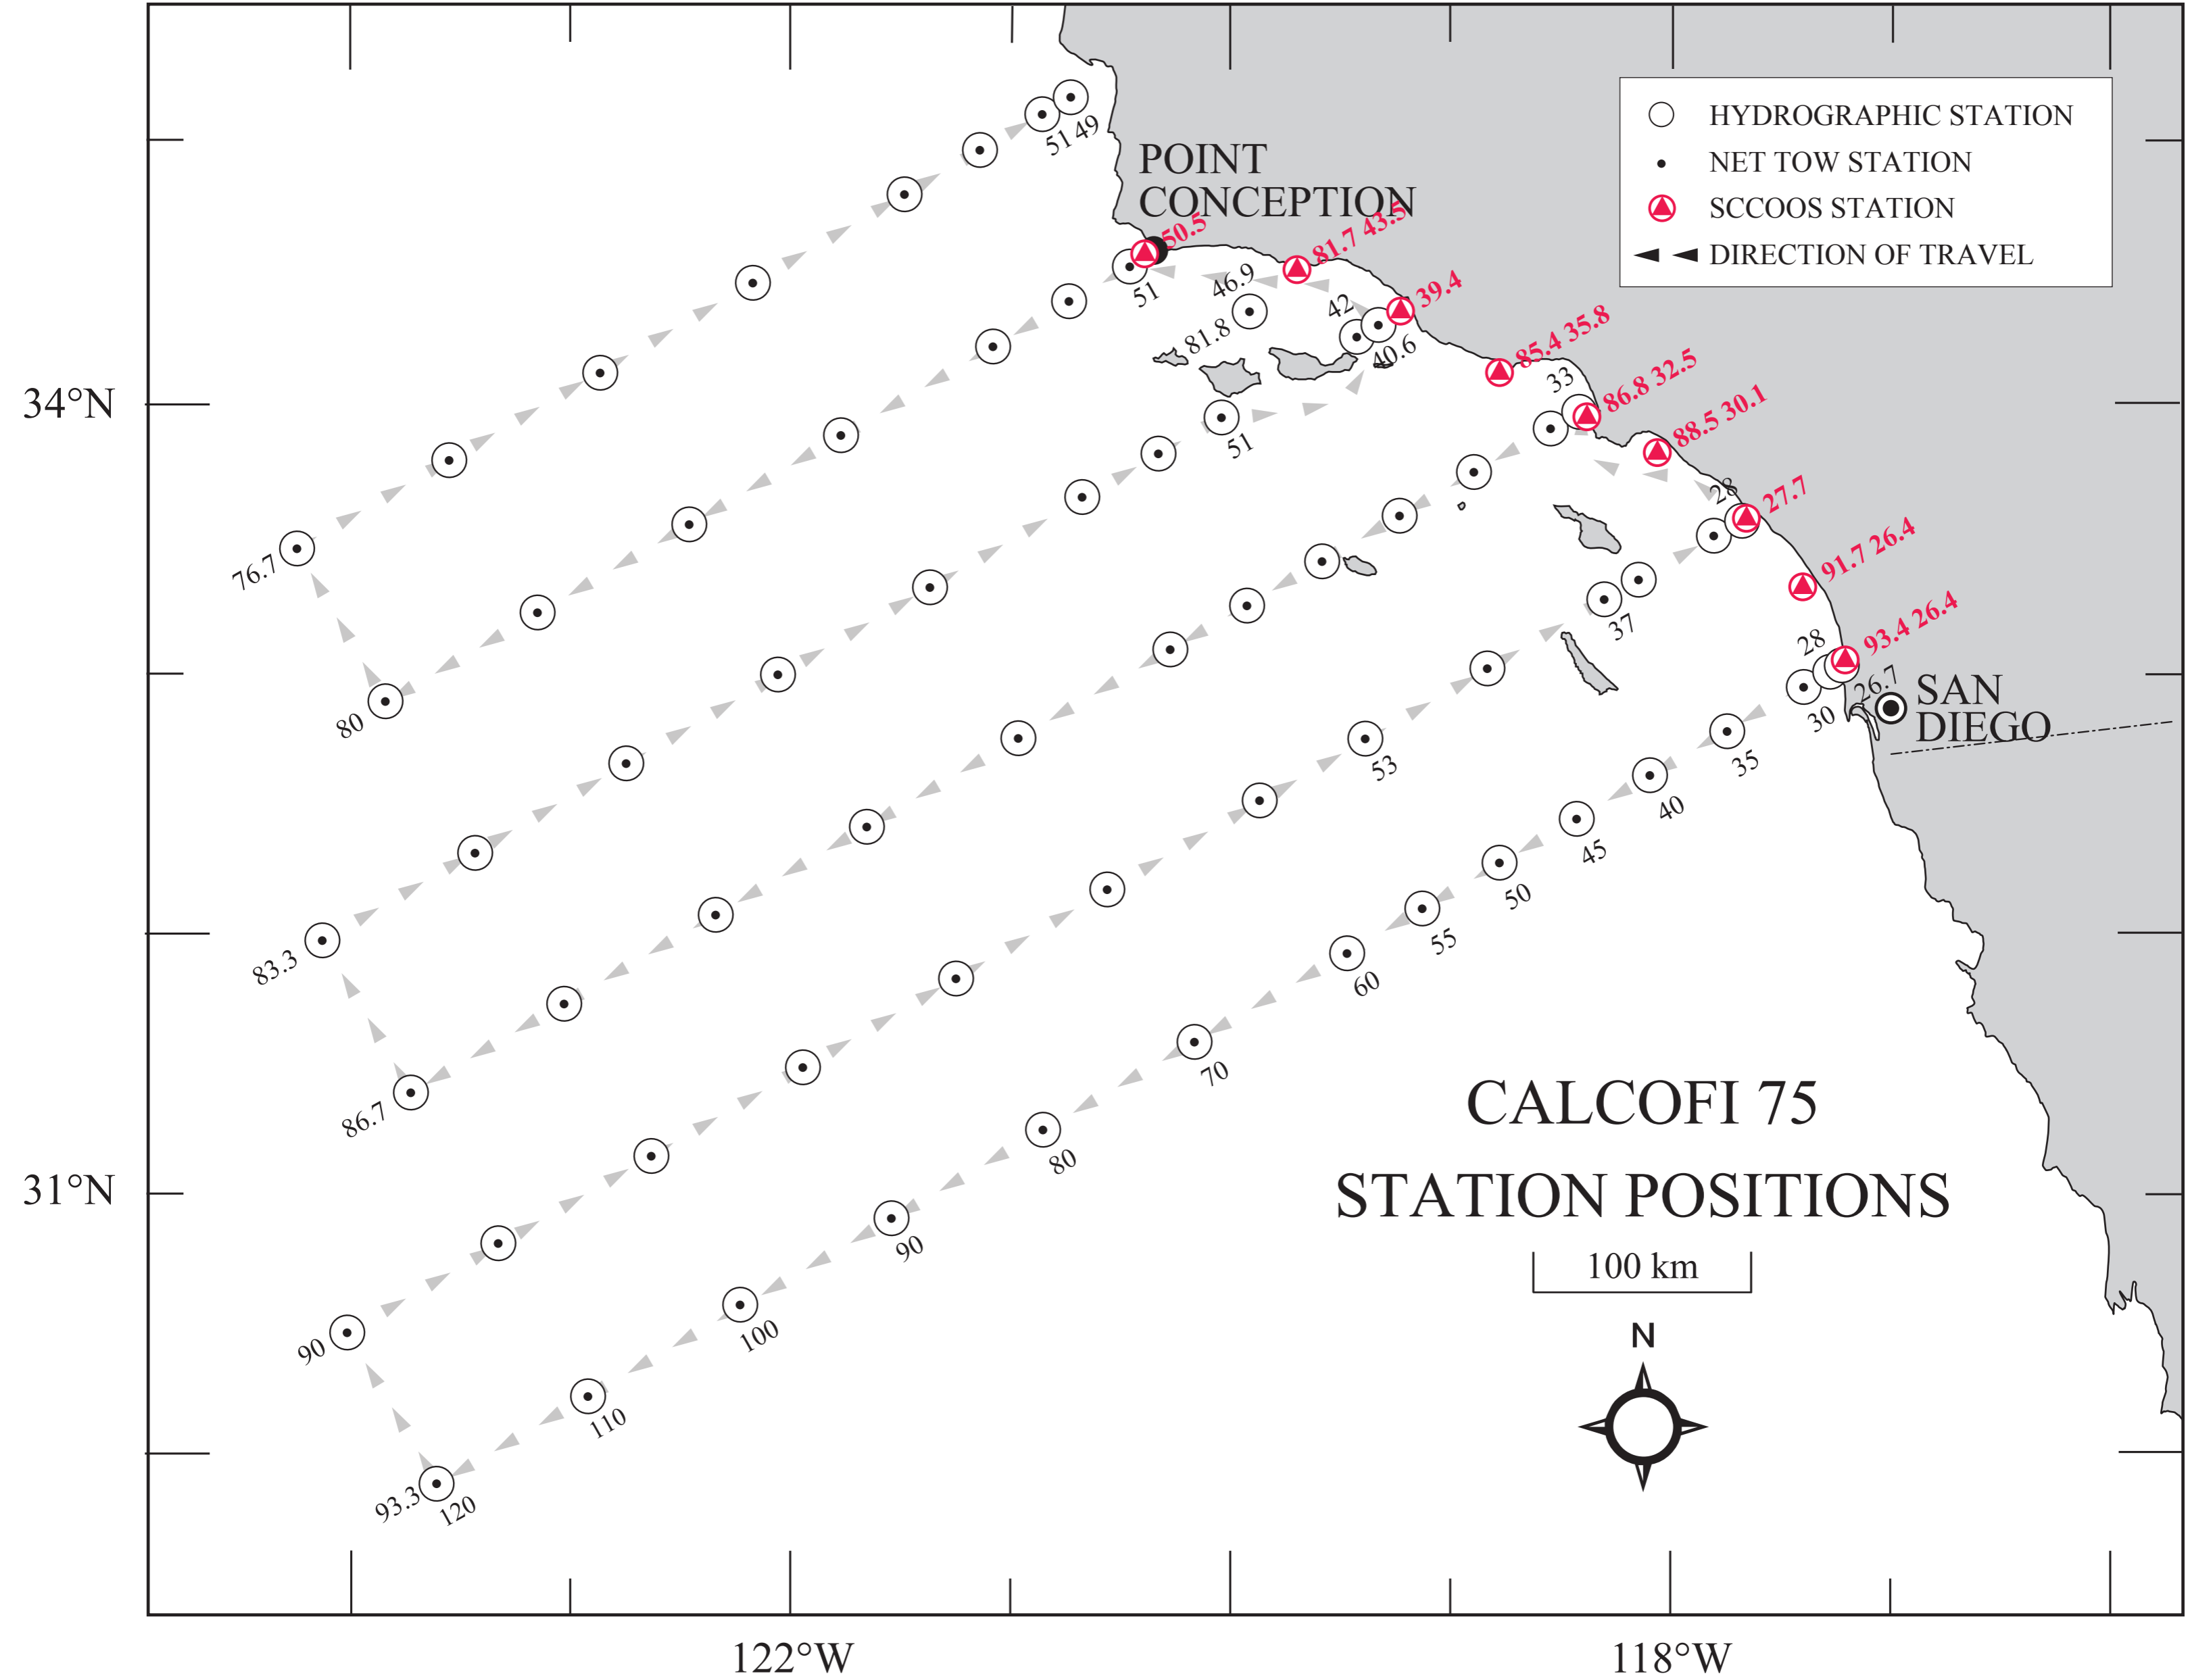 HYDROGRAPHIC STATION
NET TOW STATION
SCCOOS STATION
DIRECTION OF TRAVEL
51 49
POINT
CONCEPTION
50.5
81.7 43.5
46.9
51
42
39.4
81.8
40.6
85.4 35.8
33
86.8 32.5
34°N
88.5 30.1
51
28
27.7
76.7
91.7 26.4
37
93.4 26.4
28
26.7
SAN
DIEGO
80
30
35
53
40
45
50
55
83.3
60
70
86.7
80
CALCOFI 75
STATION POSITIONS
31°N
90
100 km
100
N
90
110
93.3
120
122°W
118°W